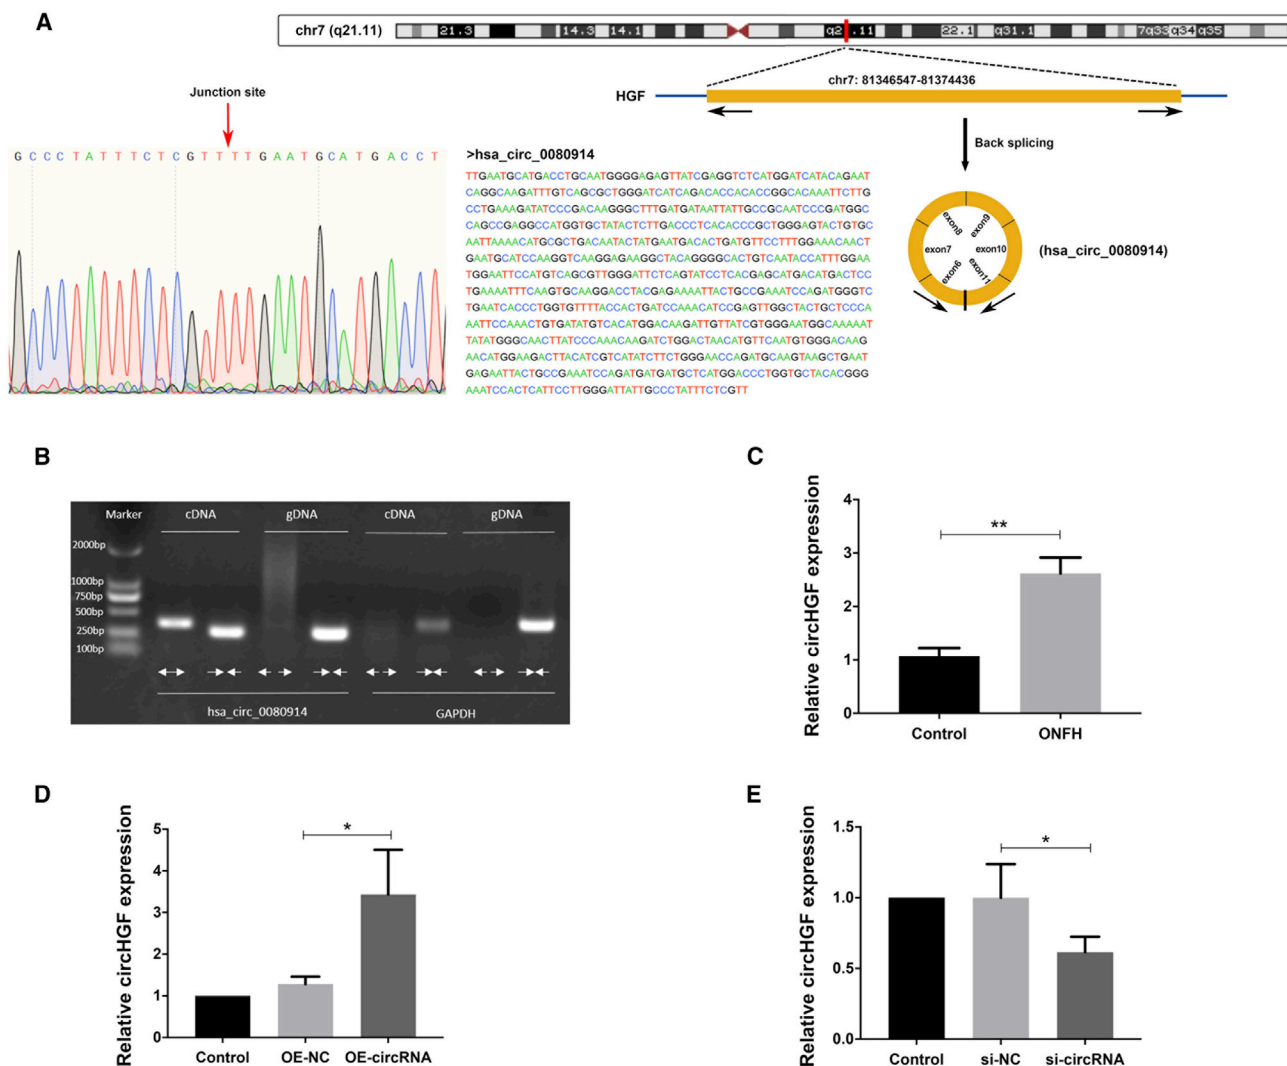 A
chr7 (q21.11)
21.3
14.3
14.1
22.1
q31.1
7q33
q34
q35
chr7: 81346547-81374436
HGF
Junction site
Back splicing
G C C C T A T T T C T C G T T T T G A A T G C A T G A C C T
>hsa_circ_0080914
TTGAATGCATGACCTGCAATGGGGAGAGTTATCGAGGTCTCATGGATCATACAGAAT
CAGGCAAGATTTGTCAGCGCTGGGATCATCAGACACCACACCGGCACAAATTCTTG
CCTGAAAGATATCCCGACAAGGGCTTTGATGATAATTATTGCCGCAATCCCGATGGC
CAGCCGAGGCCATGGTGCTATACTCTTGACCCTCACACCCGCTGGGAGTACTGTGC
AATTAAAACATGCGCTGACAATACTATGAATGACACTGATGTTCCTTTGGAAACAACT
GAATGCATCCAAGGTCAAGGAGAAGGCTACAGGGGCACTGTCAATACCATTTGGAA
TGGAATTCCATGTCAGCGTTGGGATTCTCAGTATCCTCACGAGCATGACATGACTCC
TGAAAATTTCAAGTGCAAGGACCTACGAGAAAATTACTGCCGAAATCCAGATGGGTC
TGAATCACCCTGGTGTTTTACCACTGATCCAAACATCCGAGTTGGCTACTGCTCCCA
AATTCCAAACTGTGATATGTCACATGGACAAGATTGTTATCGTGGGAATGGCAAAAAT
TATATGGGCAACTTATCCCAAACAAGATCTGGACTAACATGTTCAATGTGGGACAAG
AACATGGAAGACTTACATCGTCATATCTTCTGGGAACCAGATGCAAGTAAGCTGAAT
GAGAATTACTGCCGAAATCCAGATGATGATGCTCATGGACCCTGGTGCTACACGGG
AAATCCACTCATTCCTTGGGATTATTGCCCTATTTCTCGTT
exon8
exon9
exon7
exon10
exon6
exon11
(hsa_circ_0080914)
B
Marker
cDNA
gDNA
cDNA
gDNA
2000bp
1000bp
750bp
500bp
250bp
100bp
hsa_circ_0080914
GAPDH
C
Relative circHGF expression
4
3
2
1
0
**
Control
ONFH
D
Relative circHGF expression
5
4
3
2
1
0
*
Control
OE-NC
OE-circRNA
E
Relative circHGF expression
1.5
1.0
0.5
0.0
*
Control
si-NC
si-circRNA